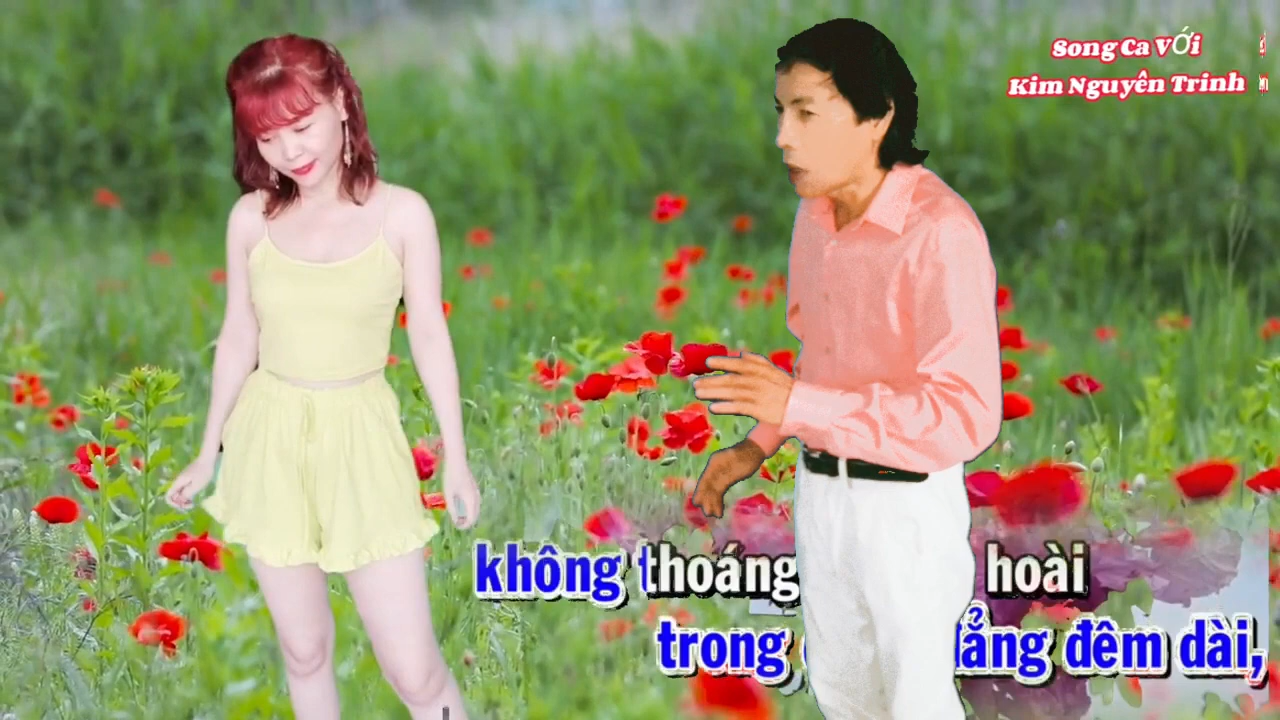 Song Ca Với
Kim Nguyên Trinh
không thoáng hoài
trong đêm dài,